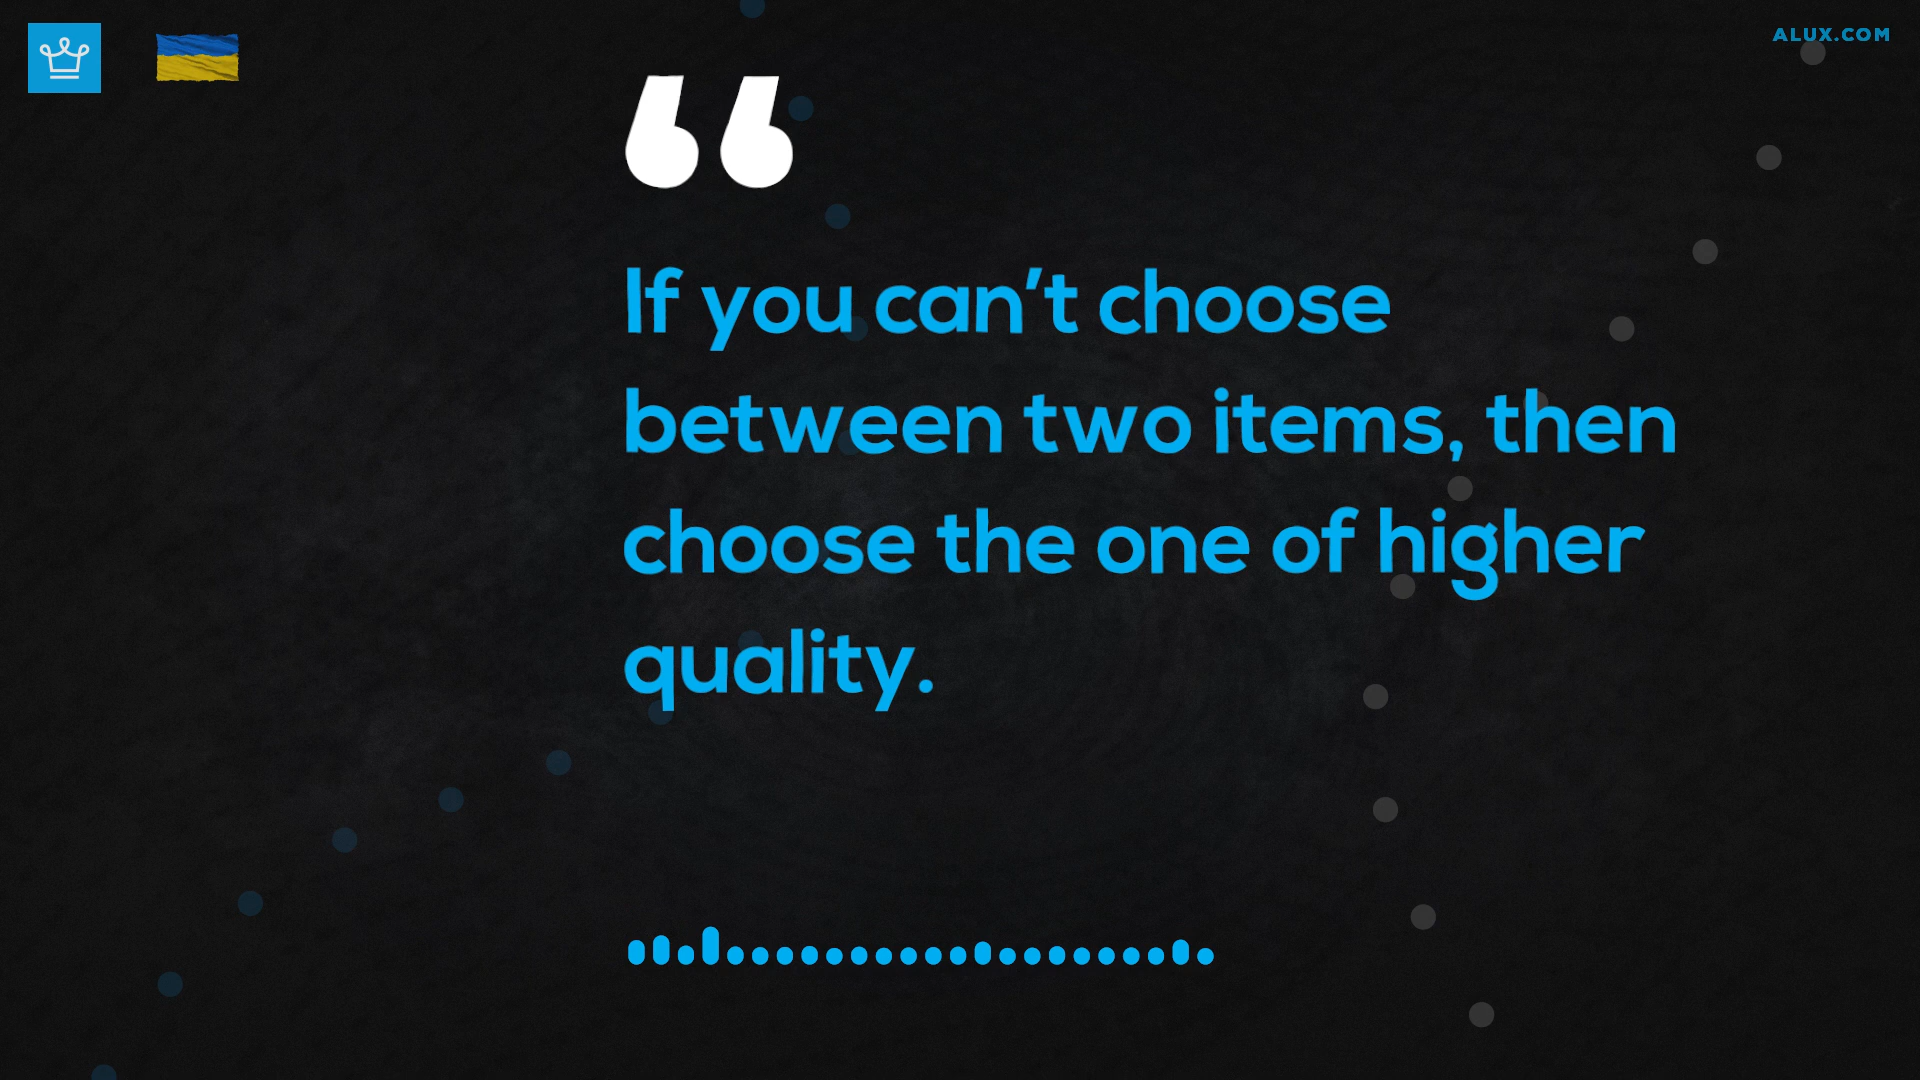 ALUX.COM
“
If you can’t choose
between two items, then
choose the one of higher
quality.